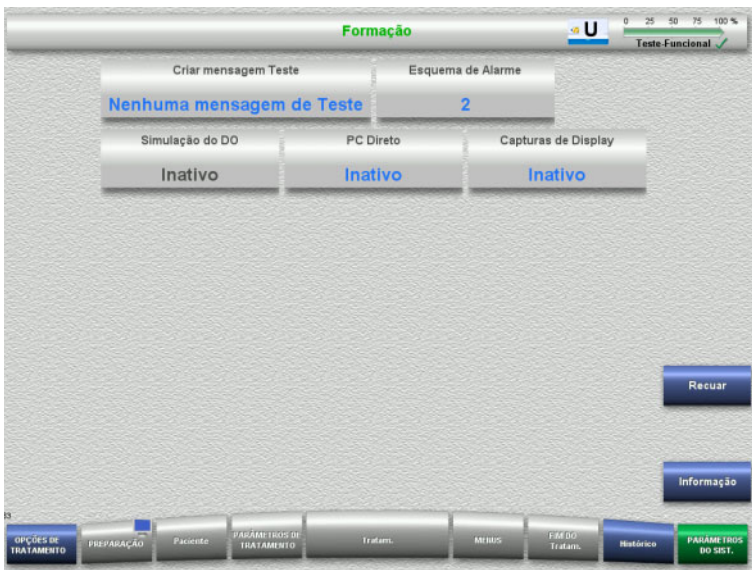 Formação
U
0 25 50 75 100 %
Teste-Funcional
Criar mensagem Teste
Nenhuma mensagem de Teste
Esquema de Alarme
2
Simulação do DO
Inativo
PC Direto
Inativo
Capturas de Display
Inativo
Recuar
Informação
OPÇÕES DE
TRATAMENTO
PREPARAÇÃO
Paciente
PARÂMETROS DE
TRATAMENTO
Tratam.
MENUS
FIM DO
Tratam.
Histórico
PARÂMETROS
DO SIST.